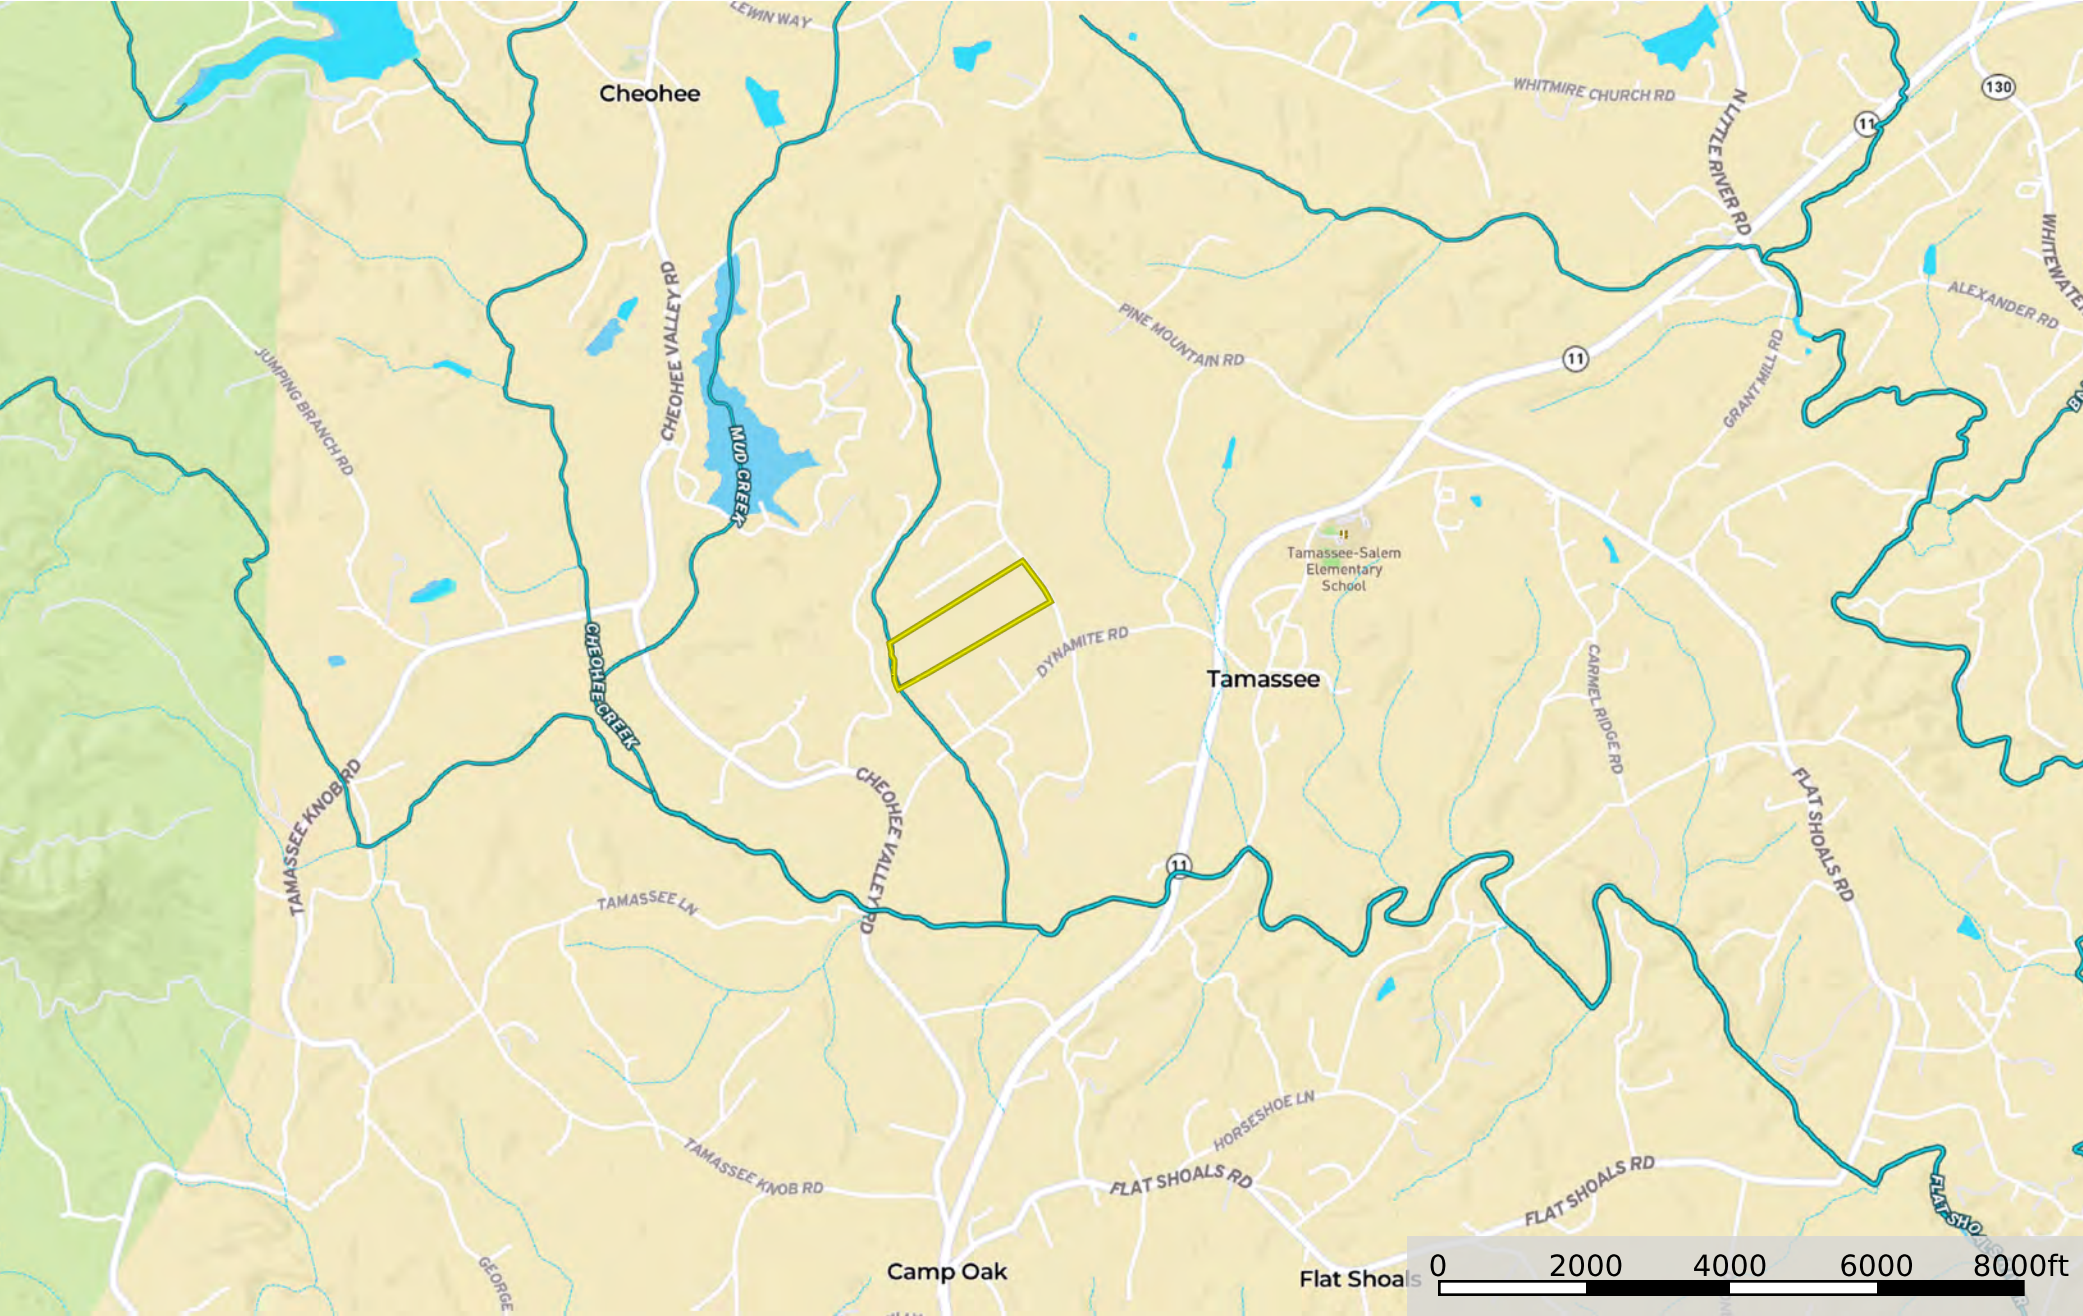 LEWIN WAY
Cheohee
WHITMIRE CHURCH RD
130
11
N LITTLE RIVER RD
WHITEWATER
CHEOHEE VALLEY RD
PINE MOUNTAIN RD
ALEXANDER RD
11
GRANT MILL RD
JUMPING BRANCH RD
MUD CREEK
Tamassee-Salem
Elementary
School
DYNAMITE RD
CHEOHEE CREEK
Tamassee
CARMEL RIDGE RD
TAMASSEE KNOB RD
CHEOHEE VALLEY RD
FLAT SHOALS RD
11
TAMASSEE LN
HORSESHOE LN
TAMASSEE KNOB RD
FLAT SHOALS RD
FLAT SHOALS RD
FLAT SHO
GEORGE
Camp Oak
Flat Shoals
0 2000 4000 6000 8000ft